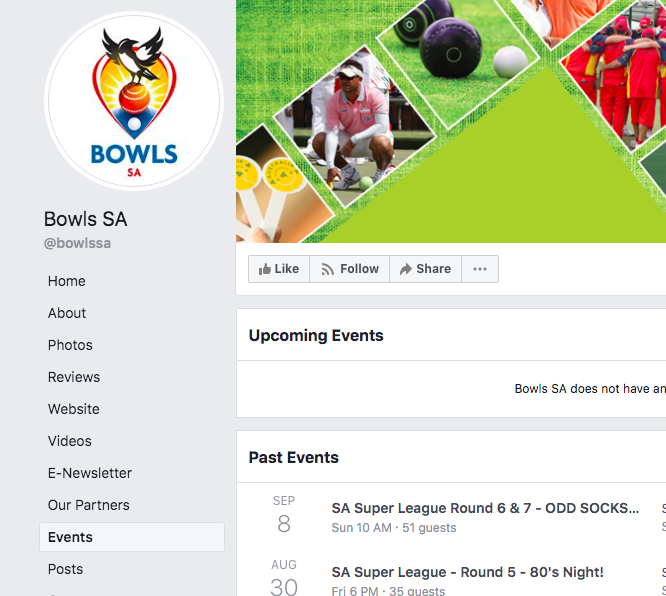 BOWLS
SA
Bowls SA
@bowlssa
Home
About
Photos
Reviews
Website
Videos
E-Newsletter
Our Partners
Events
Posts
Like
Follow
Share
Upcoming Events
Bowls SA does not have an
Past Events
SEP
8
SA Super League Round 6 & 7 - ODD SOCKS...
Sun 10 AM · 51 guests
AUG
30
SA Super League - Round 5 - 80's Night!
Fri 6 PM · 35 guests